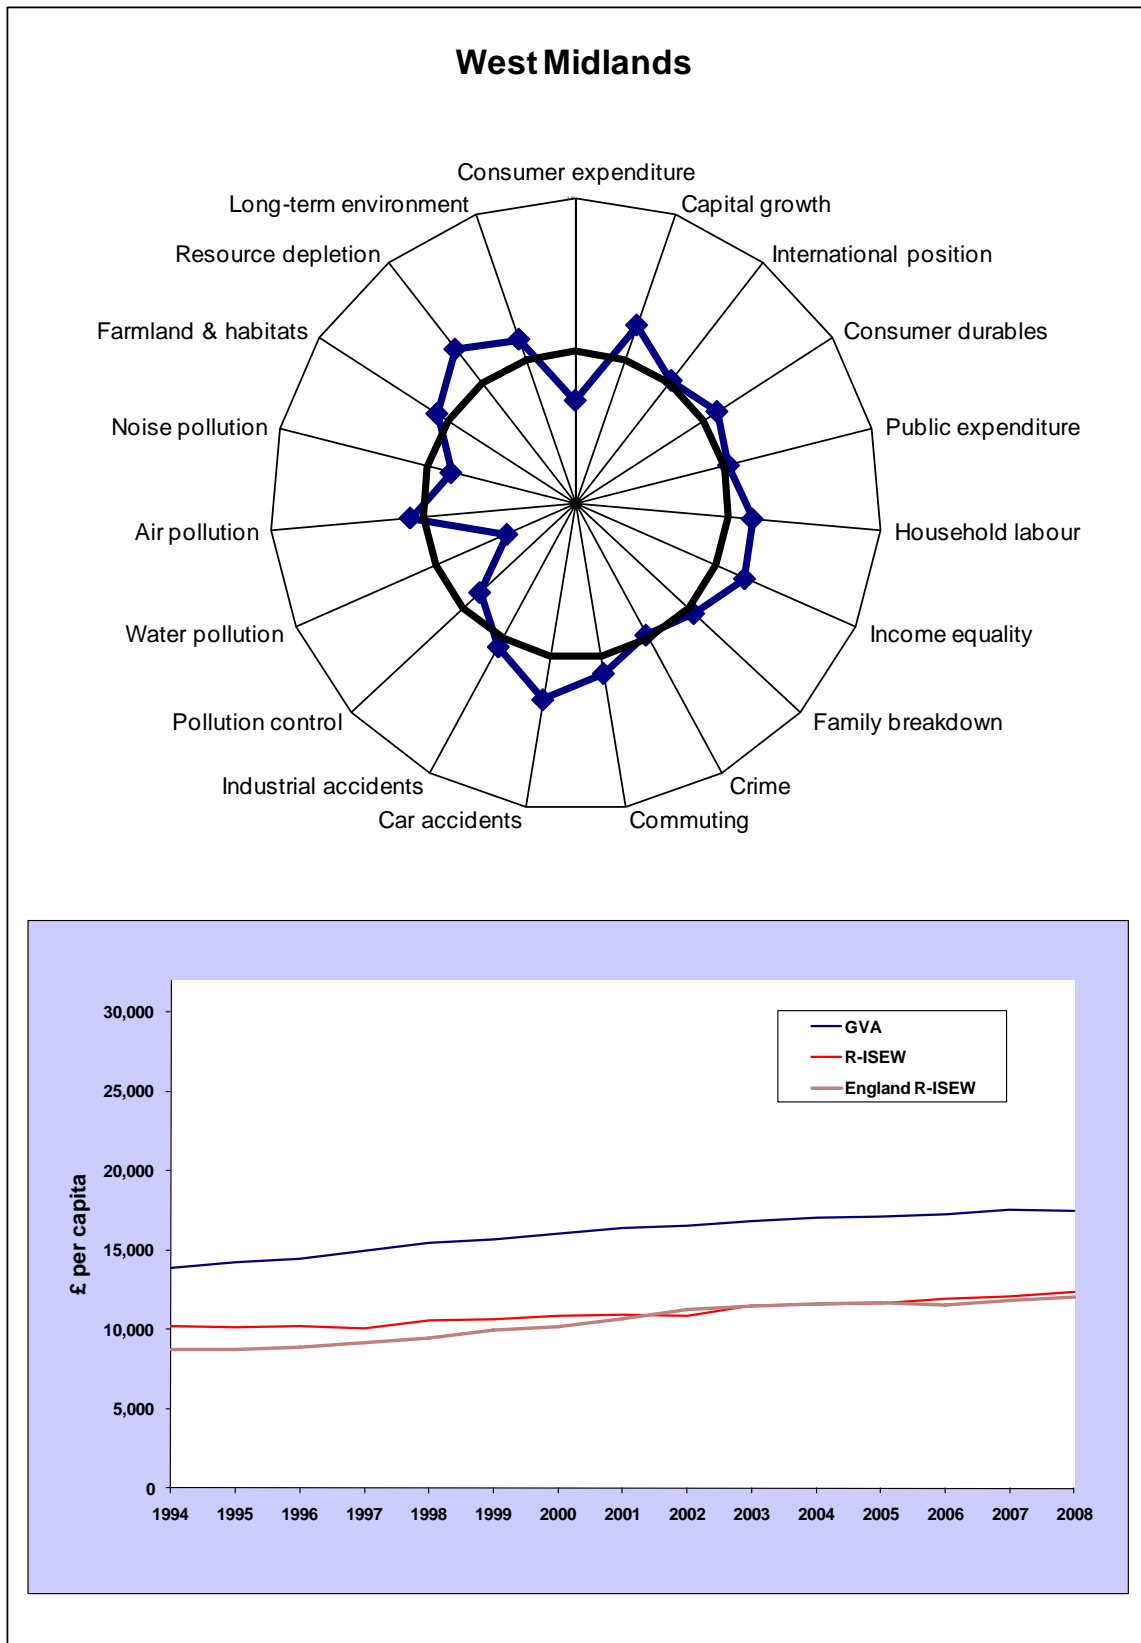 West Midlands
Consumer expenditure
Long-term environment
Capital growth
Resource depletion
International position
Farmland & habitats
Consumer durables
Noise pollution
Public expenditure
Air pollution
Household labour
Water pollution
Income equality
Pollution control
Family breakdown
Industrial accidents
Crime
Car accidents
Commuting
30,000
25,000
20,000
15,000
10,000
5,000
0
£ per capita
GVA
R-ISEW
England R-ISEW
1994 1995 1996 1997 1998 1999 2000 2001 2002 2003 2004 2005 2006 2007 2008